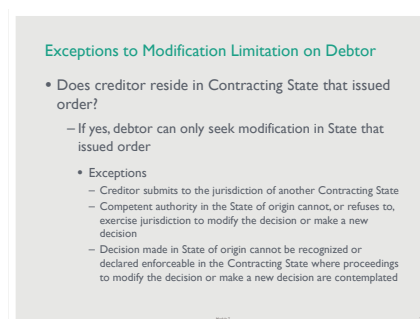 Exceptions to Modification Limitation on Debtor
• Does creditor reside in Contracting State that issued
order?
– If yes, debtor can only seek modification in State that
issued order
• Exceptions
– Creditor submits to the jurisdiction of another Contracting State
– Competent authority in the State of origin cannot, or refuses to,
exercise jurisdiction to modify the decision or make a new
decision
– Decision made in State of origin cannot be recognized or
declared enforceable in the Contracting State where proceedings
to modify the decision or make a new decision are contemplated